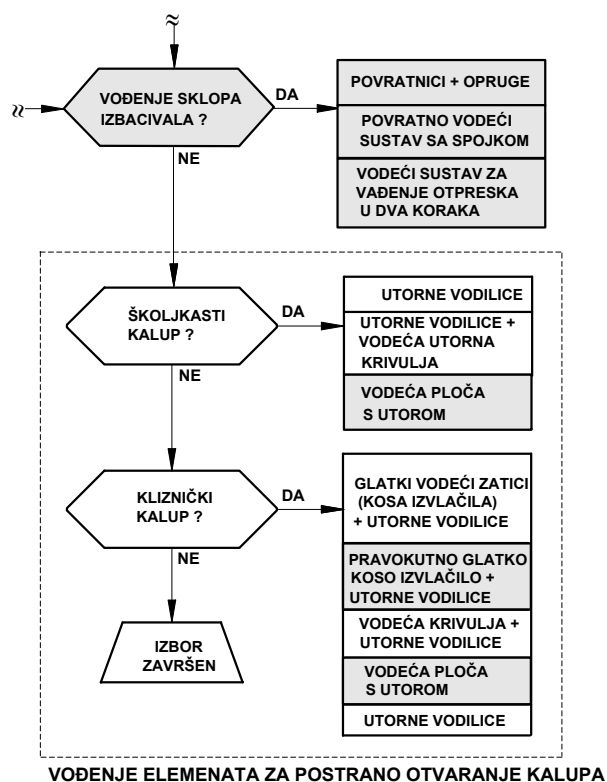 VOĐENJE SKLOPA
IZBACIVALA ?
DA
NE
POVRATNICI + OPRUGE
POVRATNO VODEĆI
SUSTAV SA SPOJKOM
VODEĆI SUSTAV ZA
VAĐENJE OTPRESKA
U DVA KORAKA
ŠKOLJKASTI
KALUP ?
DA
NE
UTORNE VODILICE
UTORNE VODILICE +
VODEĆA UTORNA
KRIVULJA
VODEĆA PLOČA
S UTOROM
KLIZNIČKI
KALUP ?
DA
NE
GLATKI VODEĆI ZATICI
(KOSA IZVLAČILA)
+ UTORNE VODILICE
PRAVOKUTNO GLATKO
KOSO IZVLAČILO +
UTORNE VODILICE
VODEĆA KRIVULJA +
UTORNE VODILICE
VODEĆA PLOČA
S UTOROM
UTORNE VODILICE
IZBOR
ZAVRŠEN
VOĐENJE ELEMENATA ZA POSTRANO OTVARANJE KALUPA